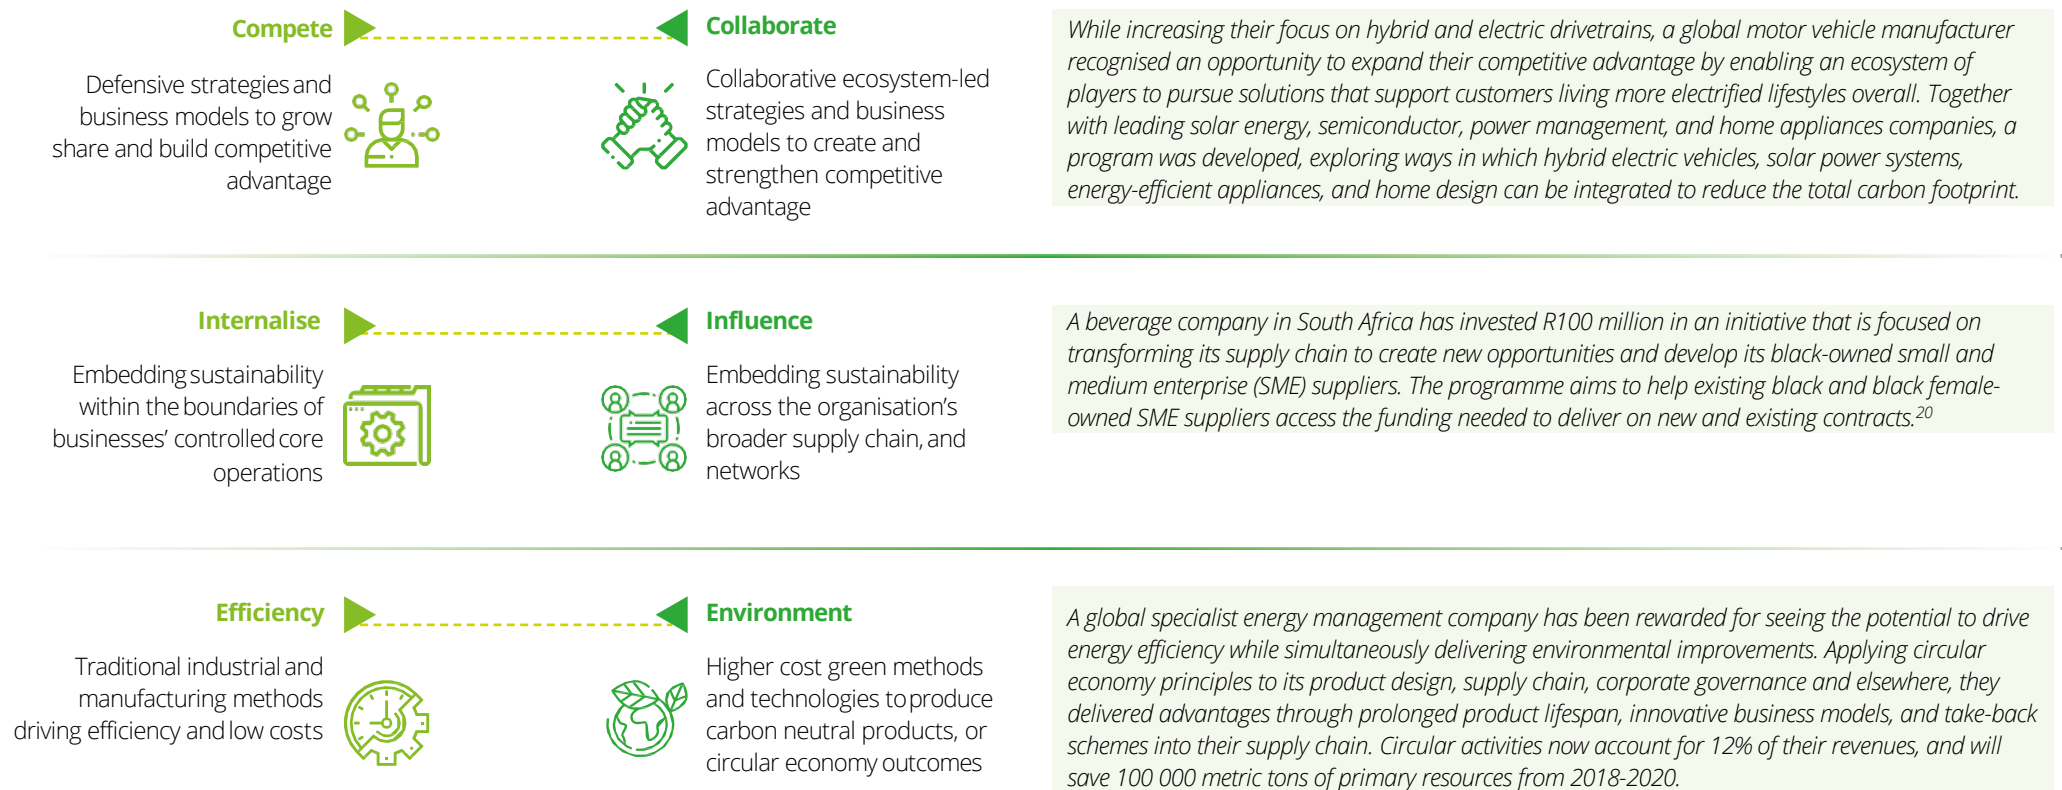 Compete
Defensive strategies and
business models to grow
share and build competitive
advantage
Collaborate
Collaborative ecosystem-led
strategies and business
models to create and
strengthen competitive
advantage
While increasing their focus on hybrid and electric drivetrains, a global motor vehicle manufacturer
recognised an opportunity to expand their competitive advantage by enabling an ecosystem of
players to pursue solutions that support customers living more electrified lifestyles overall. Together
with leading solar energy, semiconductor, power management, and home appliances companies, a
program was developed, exploring ways in which hybrid electric vehicles, solar power systems,
energy-efficient appliances, and home design can be integrated to reduce the total carbon footprint.
Internalise
Embedding sustainability
within the boundaries of
businesses’ controlled core
operations
Influence
Embedding sustainability
across the organisation’s
broader supply chain, and
networks
A beverage company in South Africa has invested R100 million in an initiative that is focused on
transforming its supply chain to create new opportunities and develop its black-owned small and
medium enterprise (SME) suppliers. The programme aims to help existing black and black female-
owned SME suppliers access the funding needed to deliver on new and existing contracts.20
Efficiency
Traditional industrial and
manufacturing methods
driving efficiency and low costs
Environment
Higher cost green methods
and technologies to produce
carbon neutral products, or
circular economy outcomes
A global specialist energy management company has been rewarded for seeing the potential to drive
energy efficiency while simultaneously delivering environmental improvements. Applying circular
economy principles to its product design, supply chain, corporate governance and elsewhere, they
delivered advantages through prolonged product lifespan, innovative business models, and take-back
schemes into their supply chain. Circular activities now account for 12% of their revenues, and will
save 100 000 metric tons of primary resources from 2018-2020.